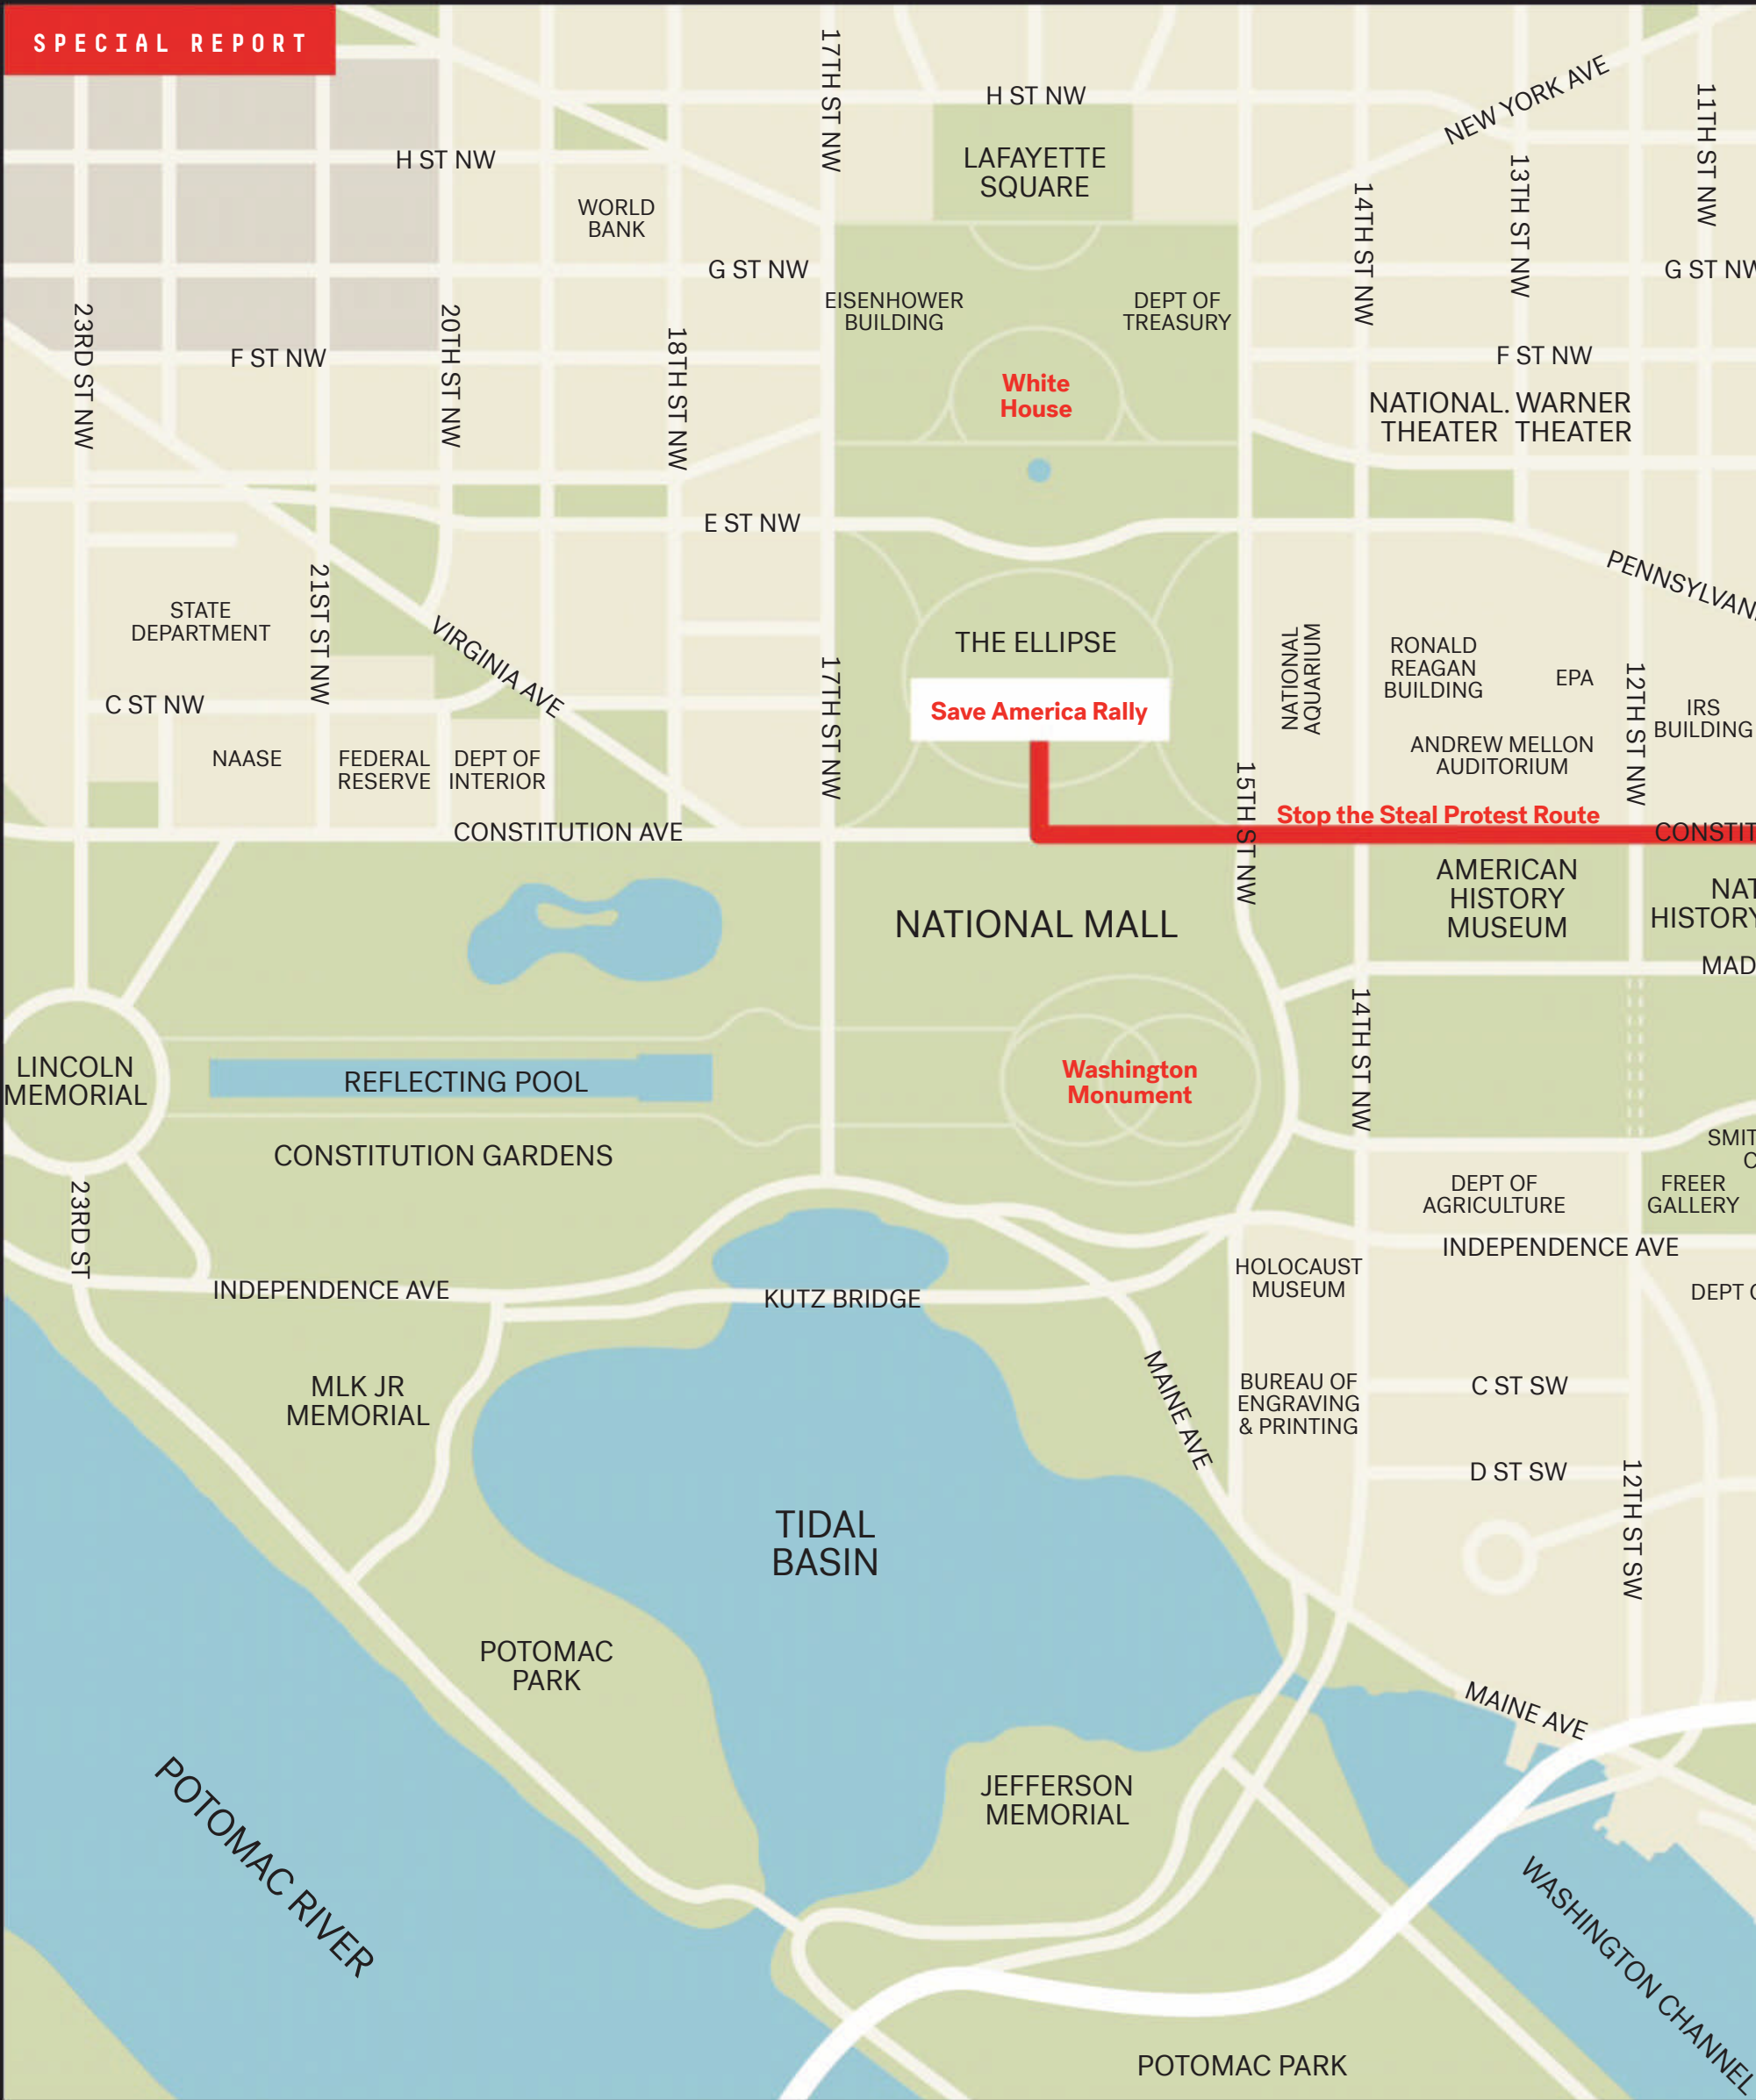 SPECIAL REPORT
17TH ST NW
H ST NW
NEW YORK AVE
11TH ST NW
H ST NW
LAFAYETTE
SQUARE
13TH ST NW
14TH ST NW
WORLD
BANK
G ST NW
G ST NW
EISENHOWER
BUILDING
DEPT OF
TREASURY
23RD ST NW
20TH ST NW
18TH ST NW
F ST NW
F ST NW
White
House
NATIONAL. WARNER
THEATER THEATER
E ST NW
PENNSYLVAN
21ST ST NW
STATE
DEPARTMENT
VIRGINIA AVE
THE ELLIPSE
NATIONAL
AQUARIUM
RONALD
REAGAN
BUILDING
EPA
12TH ST NW
17TH ST NW
C ST NW
Save America Rally
IRS
BUILDING
NAASE
FEDERAL
RESERVE
DEPT OF
INTERIOR
ANDREW MELLON
AUDITORIUM
15TH ST NW
Stop the Steal Protest Route
CONSTITUTION AVE
CONSTIT
AMERICAN
HISTORY
MUSEUM
NAT
HISTORY
NATIONAL MALL
MAD
14TH ST NW
LINCOLN
MEMORIAL
REFLECTING POOL
Washington
Monument
CONSTITUTION GARDENS
SMIT
C
23RD ST
DEPT OF
AGRICULTURE
FREER
GALLERY
INDEPENDENCE AVE
HOLOCAUST
MUSEUM
INDEPENDENCE AVE
KUTZ BRIDGE
DEPT O
MLK JR
MEMORIAL
MAINE AVE
BUREAU OF
ENGRAVING
& PRINTING
C ST SW
D ST SW
12TH ST SW
TIDAL
BASIN
POTOMAC
PARK
MAINE AVE
POTOMAC RIVER
JEFFERSON
MEMORIAL
WASHINGTON CHANNEL
POTOMAC PARK